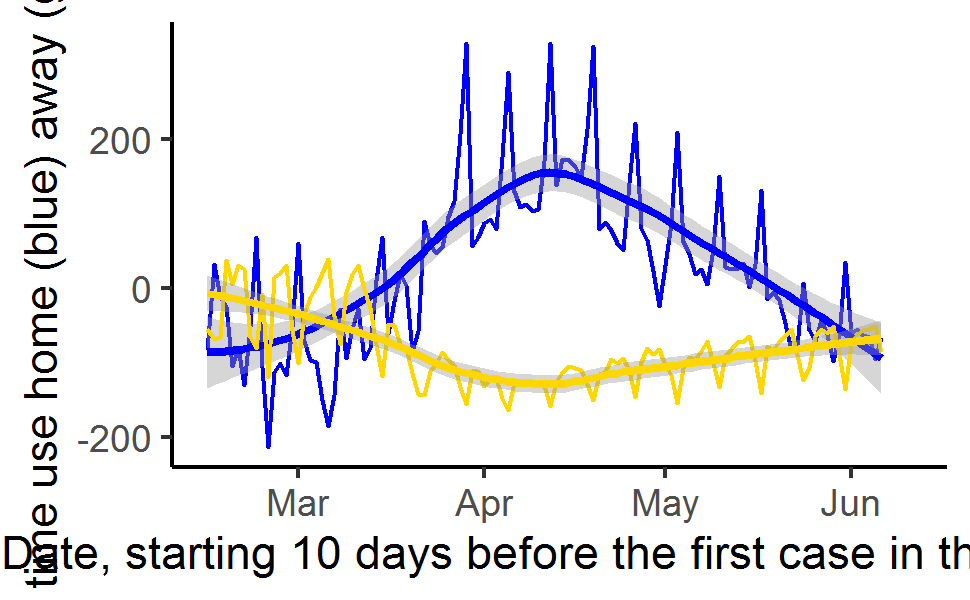 time use home (blue) away (
200
0
-200
Mar Apr May Jun
Date, starting 10 days before the first case in th